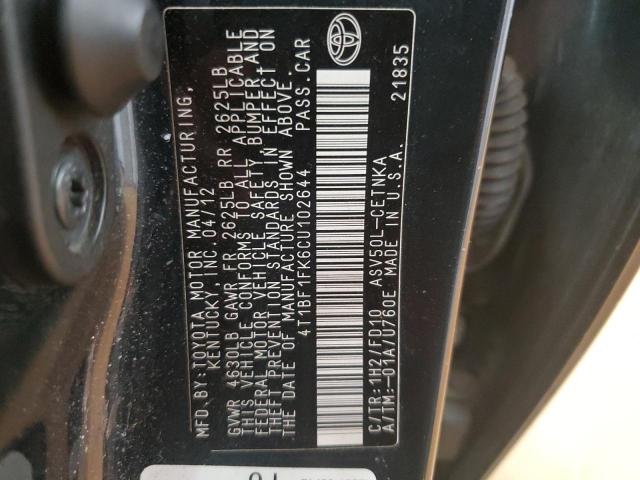 MFD. BY: TOYOTA MOTOR MANUFACTURING,
KENTUCKY, INC. 04/12
GVWR 4630LB GAWR FR 2625LB RR 2625LB
THIS VEHICLE CONFORMS TO ALL APPLICABLE
FEDERAL MOTOR VEHICLE SAFETY, BUMPER AND
THEFT PREVENTION STANDARDS IN EFFECT ON
THE DATE OF MANUFACTURE SHOWN ABOVE.
4T1BF1FK6CU102644 PASS. CAR
C/TR:1H2/FD10 ASV50L-CETNKA
A/TM:-01A/U760E MADE IN U.S.A.
21835